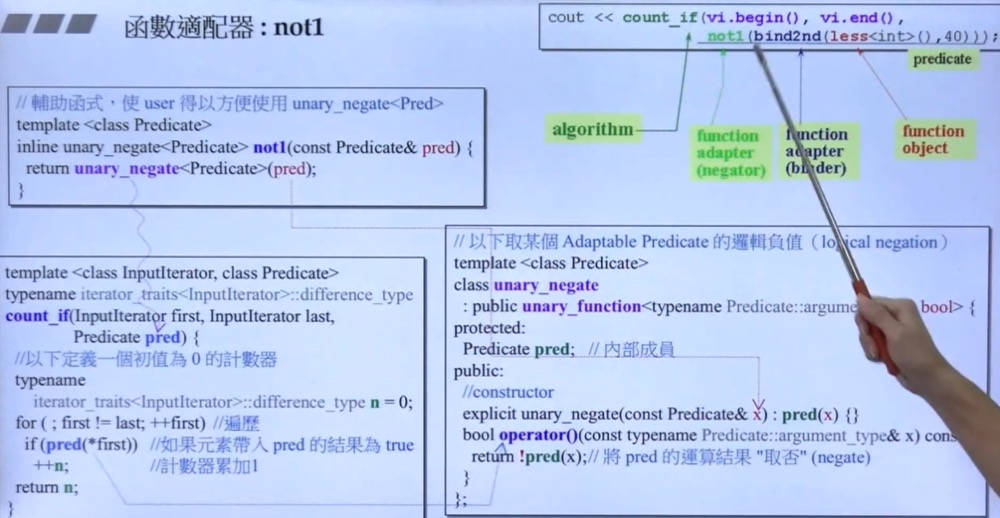 函數適配器 : not1
cout << count_if(vi.begin(), vi.end(),
not1(bind2nd(less<int>(),40)));
predicate
algorithm
function
adapter
(negator)
function
adapter
(binder)
function
object
// 輔助函式，使 user 得以方便使用 unary_negate<Pred>
template <class Predicate>
inline unary_negate<Predicate> not1(const Predicate& pred) {
return unary_negate<Predicate>(pred);
}
template <class InputIterator, class Predicate>
typename iterator_traits<InputIterator>::difference_type
count_if(InputIterator first, InputIterator last,
Predicate pred) {
//以下定義一個初值為 0 的計數器
typename
iterator_traits<InputIterator>::difference_type n = 0;
for ( ; first != last; ++first) //遍歷
if (pred(*first)) //如果元素帶入 pred 的結果為 true
++n; //計數器累加1
return n;
}
// 以下取某個 Adaptable Predicate 的邏輯負值（logical negation）
template <class Predicate>
class unary_negate
: public unary_function<typename Predicate::argume bool> {
protected:
Predicate pred; // 內部成員
public:
//constructor
explicit unary_negate(const Predicate& x) : pred(x) {}
bool operator()(const typename Predicate::argument_type& x) cons
return !pred(x);// 將 pred 的運算結果 "取否" (negate)
}
};